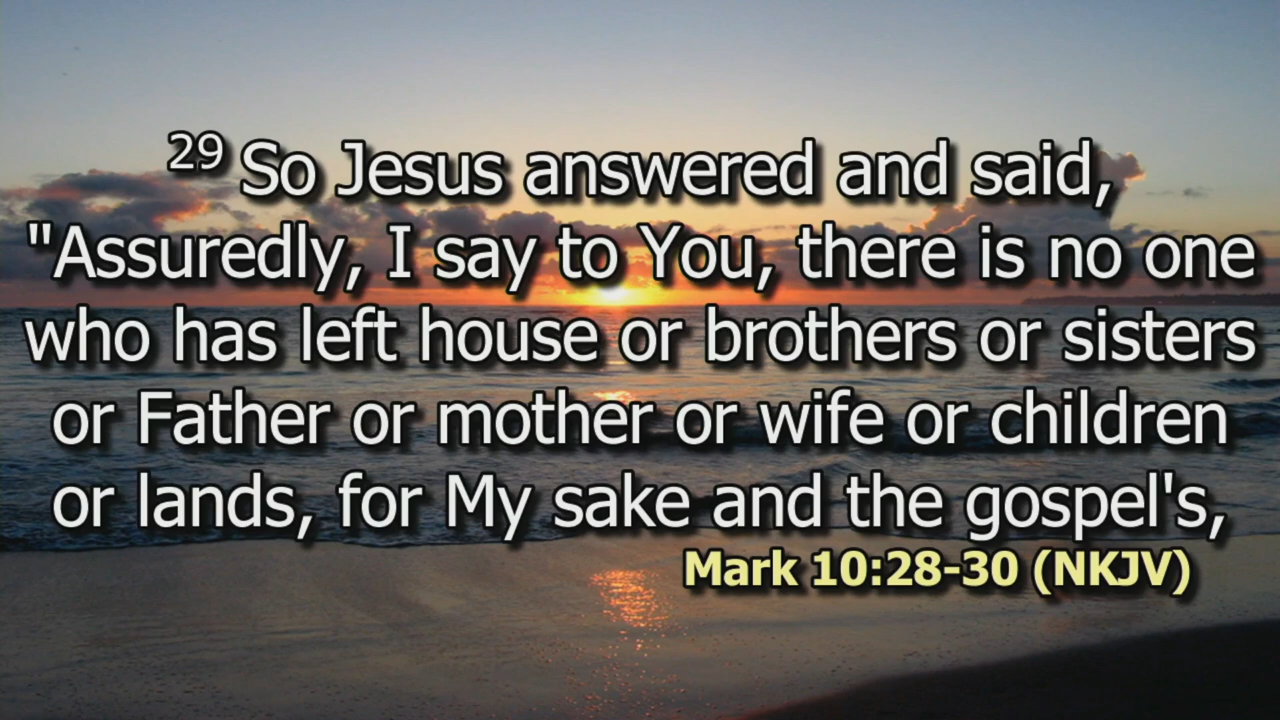 29 So Jesus answered and said,
"Assuredly, I say to You, there is no one
who has left house or brothers or sisters
or Father or mother or wife or children
or lands, for My sake and the gospel's,
Mark 10:28-30 (NKJV)